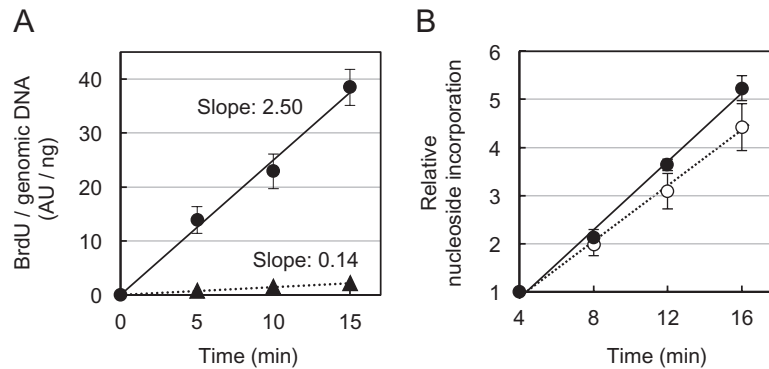 A
BrdU / genomic DNA
(AU / ng)
40
30
20
10
0
Slope: 2.50
Slope: 0.14
0 5 10 15
Time (min)
B
Relative
nucleoside incorporation
6
5
4
3
2
1
4 8 12 16
Time (min)